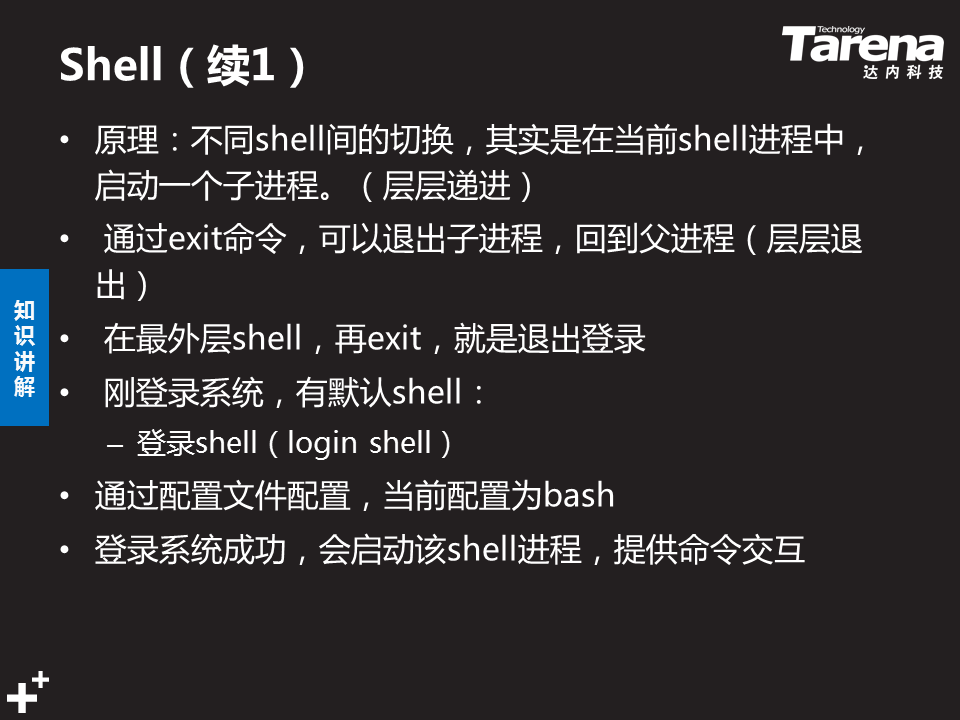 Shell（续1）
Technology
Tarena
达内科技
• 原理：不同shell间的切换，其实是在当前shell进程中，
启动一个子进程。（层层递进）
• 通过exit命令，可以退出子进程，回到父进程（层层退
出）
• 在最外层shell，再exit，就是退出登录
• 刚登录系统，有默认shell：
– 登录shell（login shell）
• 通过配置文件配置，当前配置为bash
• 登录系统成功，会启动该shell进程，提供命令交互
知
识
讲
解